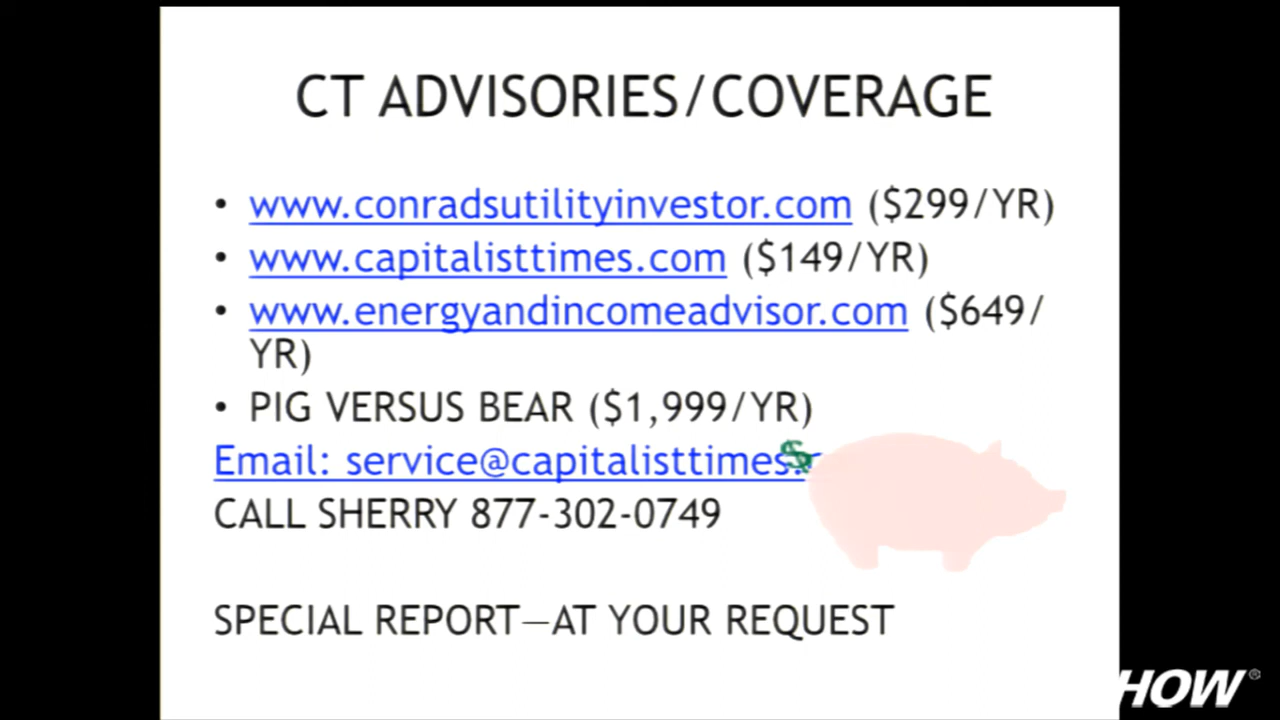 CT ADVISORIES/COVERAGE
• www.conradsutilityinvestor.com ($299/YR)
• www.capitalisttimes.com ($149/YR)
• www.energyandincomeadvisor.com ($649/
YR)
• PIG VERSUS BEAR ($1,999/YR)
Email: service@capitalisttimes.
$
CALL SHERRY 877-302-0749
SPECIAL REPORT—AT YOUR REQUEST
HOW®